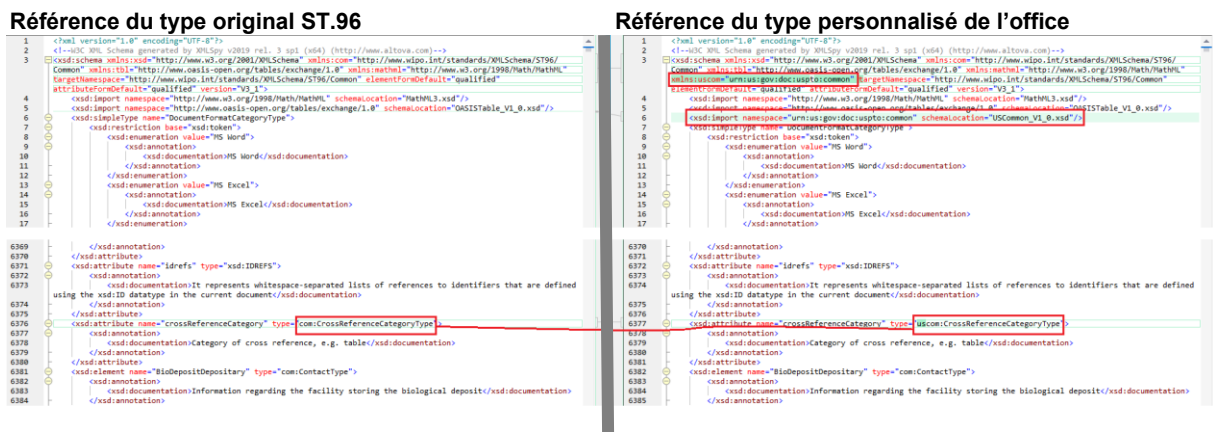 Référence du type original ST.96
1 <?xml version="1.0" encoding="UTF-8"?>
2 <!--W3C XML Schema generated by XMLSpy v2019 rel. 3 sp1 (x64) (http://www.altova.com)-->
3 <xsd:schema xmlns:xsd="http://www.w3.org/2001/XMLSchema" xmlns:com="http://www.wipo.int/standards/XMLSchema/ST96/
Common" xmlns:tbl="http://www.oasis-open.org/tables/exchange/1.0" xmlns:mathml="http://www.w3.org/1998/Math/MathML"
targetNamespace="http://www.wipo.int/standards/XMLSchema/ST96/Common" elementFormDefault="qualified"
attributeFormDefault="qualified" version="V3_1">
4 <xsd:import namespace="http://www.w3.org/1998/Math/MathML" schemaLocation="MathML3.xsd"/>
5 <xsd:import namespace="http://www.oasis-open.org/tables/exchange/1.0" schemaLocation="OASISTable_V1_0.xsd"/>
6 <xsd:simpleType name="DocumentFormatCategoryType">
7 <xsd:restriction base="xsd:token">
8 <xsd:enumeration value="MS Word">
9 <xsd:annotation>
10 <xsd:documentation>MS Word</xsd:documentation>
11 </xsd:annotation>
12 </xsd:enumeration>
13 <xsd:enumeration value="MS Excel">
14 <xsd:annotation>
15 <xsd:documentation>MS Excel</xsd:documentation>
16 </xsd:annotation>
17 </xsd:enumeration>
6369 </xsd:annotation>
6370 </xsd:attribute>
6371 <xsd:attribute name="idrefs" type="xsd:IDREFS">
6372 <xsd:annotation>
6373 <xsd:documentation>It represents whitespace-separated lists of references to identifiers that are defined
using the xsd:ID datatype in the current document</xsd:documentation>
6374 </xsd:annotation>
6375 </xsd:attribute>
6376 <xsd:attribute name="crossReferenceCategory" type="com:CrossReferenceCategoryType">
6377 <xsd:annotation>
6378 <xsd:documentation>Category of cross reference, e.g. table</xsd:documentation>
6379 </xsd:annotation>
6380 </xsd:attribute>
6381 <xsd:element name="BioDepositDepositary" type="com:ContactType">
6382 <xsd:annotation>
6383 <xsd:documentation>Information regarding the facility storing the biological deposit</xsd:documentation>
6384 </xsd:annotation>
Référence du type personnalisé de l'office
1 <?xml version="1.0" encoding="UTF-8"?>
2 <!--W3C XML Schema generated by XMLSpy v2019 rel. 3 sp1 (x64) (http://www.altova.com)-->
3 <xsd:schema xmlns:xsd="http://www.w3.org/2001/XMLSchema" xmlns:com="http://www.wipo.int/standards/XMLSchema/ST96/
Common" xmlns:tbl="http://www.oasis-open.org/tables/exchange/1.0" xmlns:mathml="http://www.w3.org/1998/Math/MathML"
xmlns:uscom="urn:us:gov:doc:uspto:common" targetNamespace="http://www.wipo.int/standards/XMLSchema/ST96/Common"
elementFormDefault="qualified" attributeFormDefault="qualified" version="V3_1">
4 <xsd:import namespace="http://www.w3.org/1998/Math/MathML" schemaLocation="MathML3.xsd"/>
5 <xsd:import namespace="http://www.oasis-open.org/tables/exchange/1.0" schemaLocation="OASISTable_V1_0.xsd"/>
6 <xsd:import namespace="urn:us:gov:doc:uspto:common" schemaLocation="USCommon_V1_0.xsd"/>
7 <xsd:simpleType name="DocumentFormatCategoryType">
8 <xsd:restriction base="xsd:token">
9 <xsd:enumeration value="MS Word">
10 <xsd:annotation>
11 <xsd:documentation>MS Word</xsd:documentation>
12 </xsd:annotation>
13 </xsd:enumeration>
14 <xsd:enumeration value="MS Excel">
15 <xsd:annotation>
16 <xsd:documentation>MS Excel</xsd:documentation>
17 </xsd:annotation>
6370 </xsd:annotation>
6371 </xsd:attribute>
6372 <xsd:attribute name="idrefs" type="xsd:IDREFS">
6373 <xsd:annotation>
6374 <xsd:documentation>It represents whitespace-separated lists of references to identifiers that are defined
using the xsd:ID datatype in the current document</xsd:documentation>
6375 </xsd:annotation>
6376 </xsd:attribute>
6377 <xsd:attribute name="crossReferenceCategory" type="uscom:CrossReferenceCategoryType">
6378 <xsd:annotation>
6379 <xsd:documentation>Category of cross reference, e.g. table</xsd:documentation>
6380 </xsd:annotation>
6381 </xsd:attribute>
6382 <xsd:element name="BioDepositDepositary" type="com:ContactType">
6383 <xsd:annotation>
6384 <xsd:documentation>Information regarding the facility storing the biological deposit</xsd:documentation>
6385 </xsd:annotation>